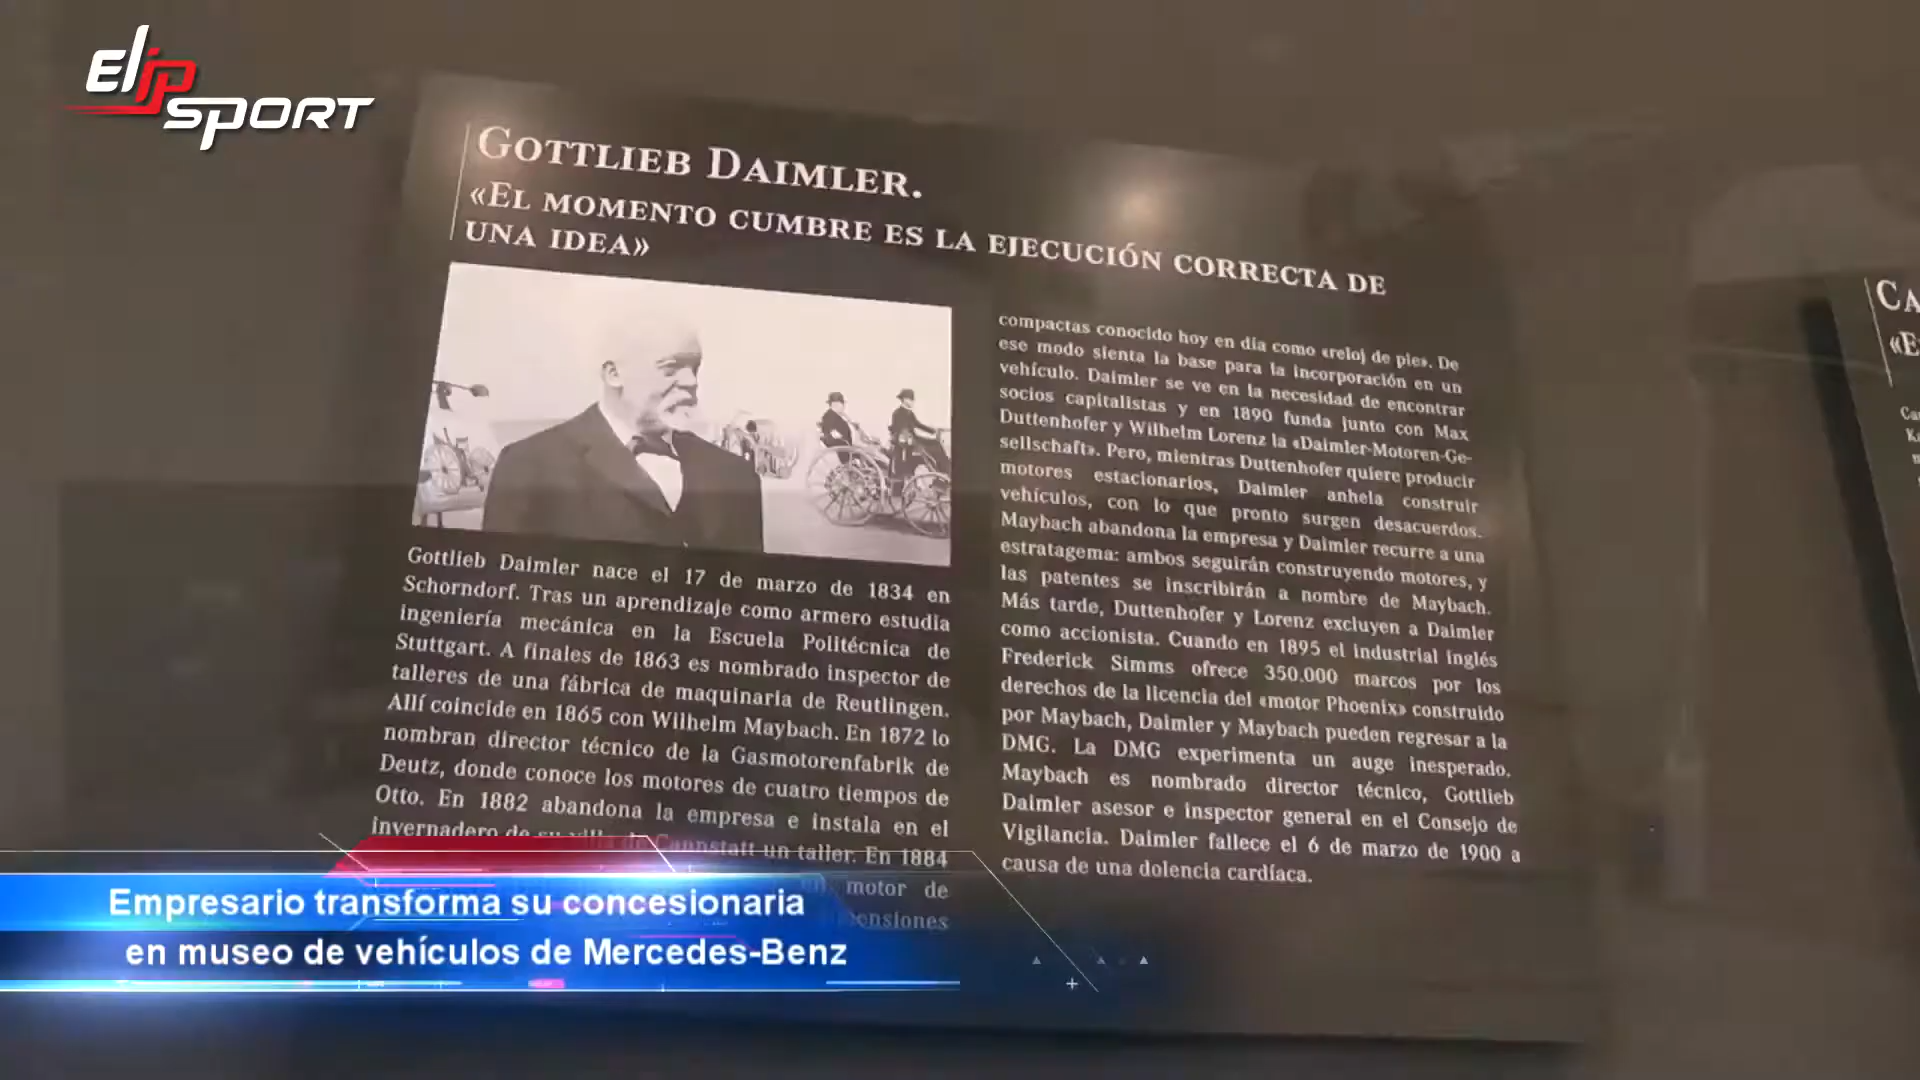 Elip
SPORT
GOTTLIEB DAIMLER.
«EL MOMENTO CUMBRE ES LA EJECUCIÓN CORRECTA DE
UNA IDEA»
Gottlieb Daimler nace el 17 de marzo de 1834 en
Schorndorf. Tras un aprendizaje como armero estudia
ingeniería mecánica en la Escuela Politécnica de
Stuttgart. A finales de 1863 es nombrado inspector de
talleres de una fábrica de maquinaria de Reutlingen.
Allí coincide en 1865 con Wilhelm Maybach. En 1872 lo
nombran director técnico de la Gasmotorenfabrik de
Deutz, donde conoce los motores de cuatro tiempos de
Otto. En 1882 abandona la empresa e instala en el
invernadero de su villa de Cannstatt un taller. En 1884
motor de
compactas conocido hoy en día como «reloj de pie». De
ese modo sienta la base para la incorporación en un
vehículo. Daimler se ve en la necesidad de encontrar
socios capitalistas y en 1890 funda junto con Max
Duttenhofer y Wilhelm Lorenz la «Daimler-Motoren-Ge-
sellschaft». Pero, mientras Duttenhofer quiere producir
motores estacionarios, Daimler anhela construir
vehículos, con lo que pronto surgen desacuerdos.
Maybach abandona la empresa y Daimler recurre a una
estratagema: ambos seguirán construyendo motores, y
las patentes se inscribirán a nombre de Maybach.
Más tarde, Duttenhofer y Lorenz excluyen a Daimler
como accionista. Cuando en 1895 el industrial inglés
Frederick Simms ofrece 350.000 marcos por los
derechos de la licencia del «motor Phoenix» construido
por Maybach, Daimler y Maybach pueden regresar a la
DMG. La DMG experimenta un auge inesperado.
Maybach es nombrado director técnico, Gottlieb
Daimler asesor e inspector general en el Consejo de
Vigilancia. Daimler fallece el 6 de marzo de 1900 a
causa de una dolencia cardíaca.
CA
«E
Empresario transforma su concesionaria
en museo de vehículos de Mercedes-Benz